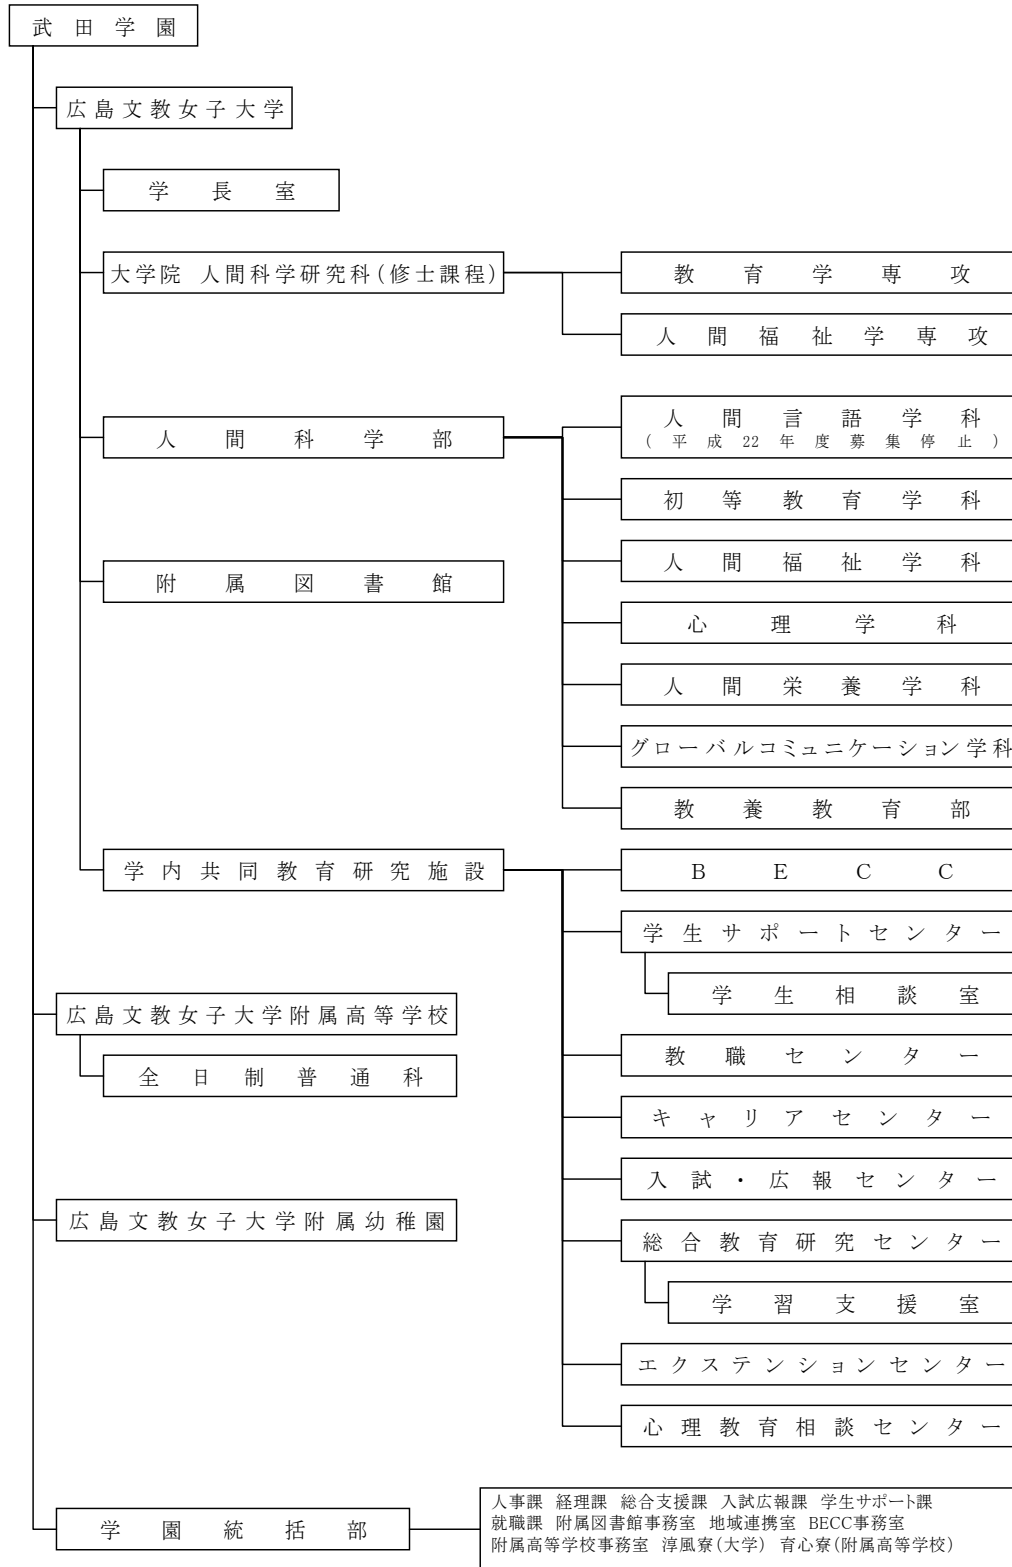 武田学園
広島文教女子大学
学長室
大学院 人間科学研究科(修士課程)
教育学専攻
人間福祉学専攻
人間科学部
人間言語学科
(平成22年度募集停止)
初等教育学科
人間福祉学科
附属図書館
心理学科
人間栄養学科
グローバルコミュニケーション学科
教養教育部
学内共同教育研究施設
BECC
学生サポートセンター
学生相談室
広島文教女子大学附属高等学校
全日制普通科
教職センター
キャリアセンター
入試・広報センター
広島文教女子大学附属幼稚園
総合教育研究センター
学習支援室
エクステンションセンター
心理教育相談センター
学園統括部
人事課 経理課 総合支援課 入試広報課 学生サポート課
就職課 附属図書館事務室 地域連携室 BECC事務室
附属高等学校事務室 淳風寮(大学) 育心寮(附属高等学校)